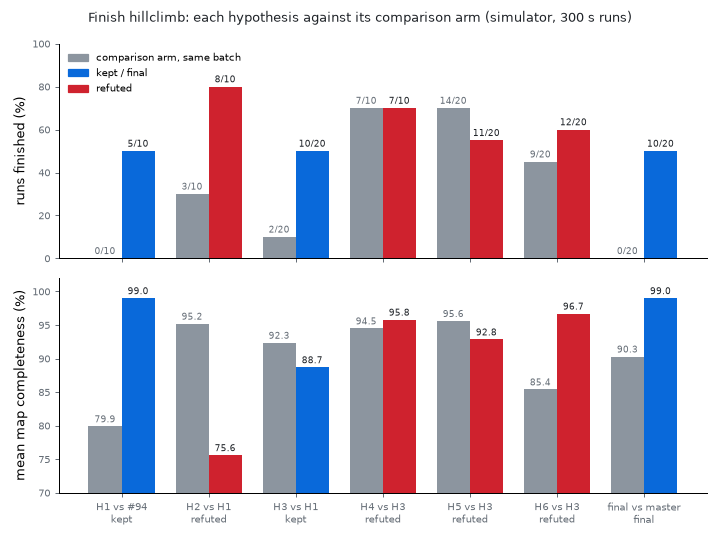 Finish hillclimb: each hypothesis against its comparison arm (simulator, 300 s runs)
runs finished (%)
100
80
60
40
20
0
comparison arm, same batch
kept / final
refuted
0/10
5/10
3/10
8/10
2/20
10/20
7/10
7/10
14/20
11/20
9/20
12/20
0/20
10/20
mean map completeness (%)
100
95
90
85
80
75
70
79.9
99.0
95.2
75.6
92.3
88.7
94.5
95.8
95.6
92.8
85.4
96.7
90.3
99.0
H1 vs #94
kept
H2 vs H1
refuted
H3 vs H1
kept
H4 vs H3
refuted
H5 vs H3
refuted
H6 vs H3
refuted
final vs master
final